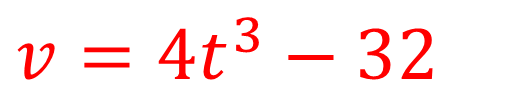 v = 4t³ − 32